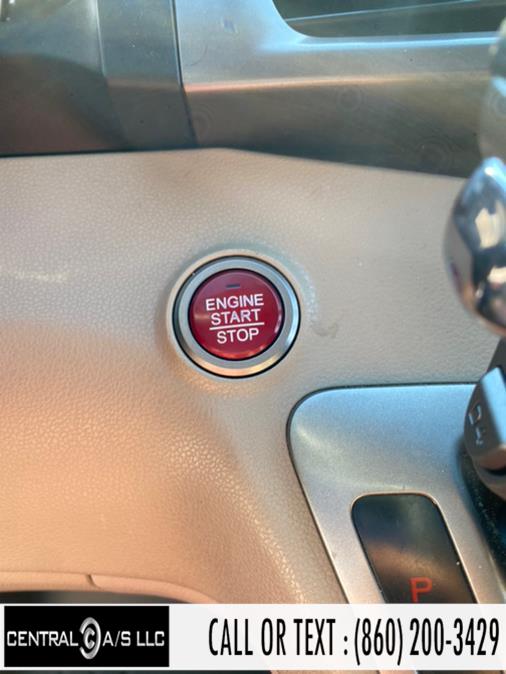 ENGINE
START
STOP
P
CENTRAL C A/S LLC CALL OR TEXT : (860) 200-3429